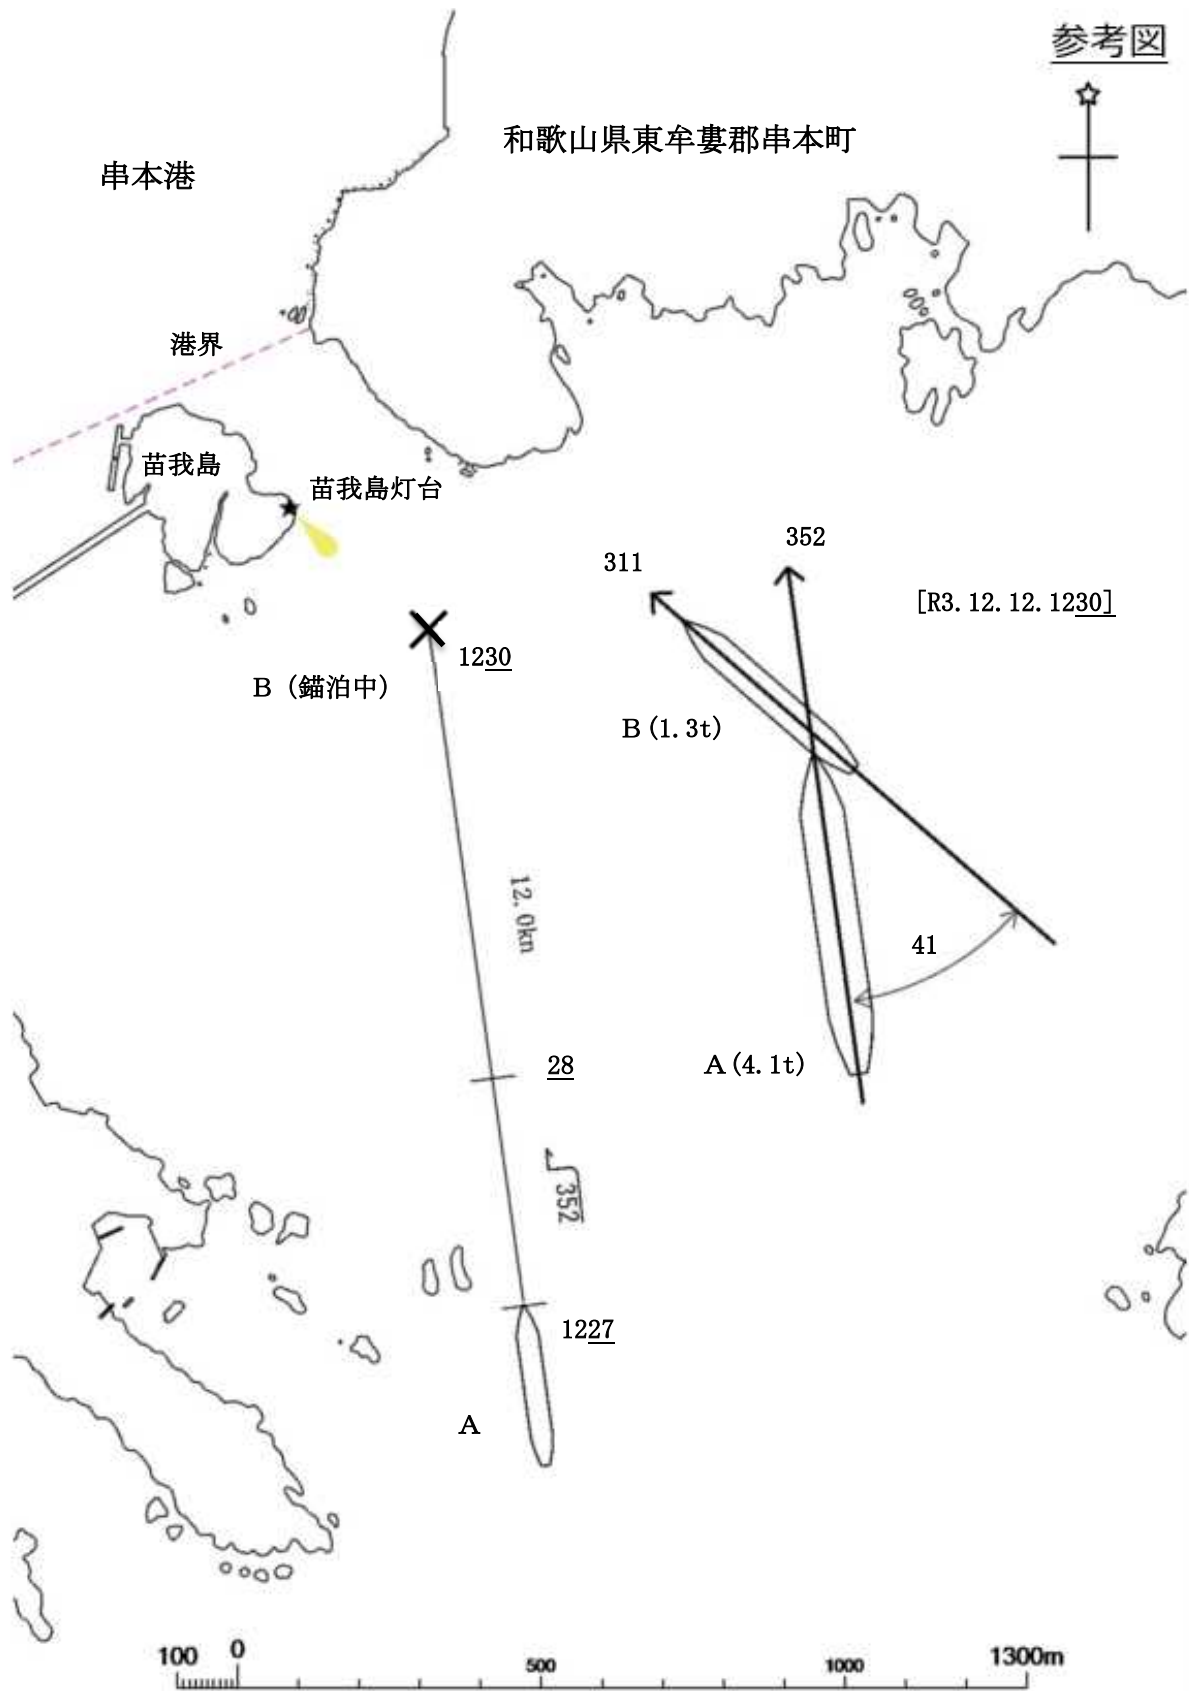 参考図
和歌山県東牟婁郡串本町
串本港
港界
苗我島
苗我島灯台
352
311
[R3.12.12.1230]
1230
B (錨泊中)
B(1.3t)
12.0kn
41
28
A(4.1t)
352
1227
A
100 0 500 1000 1300m